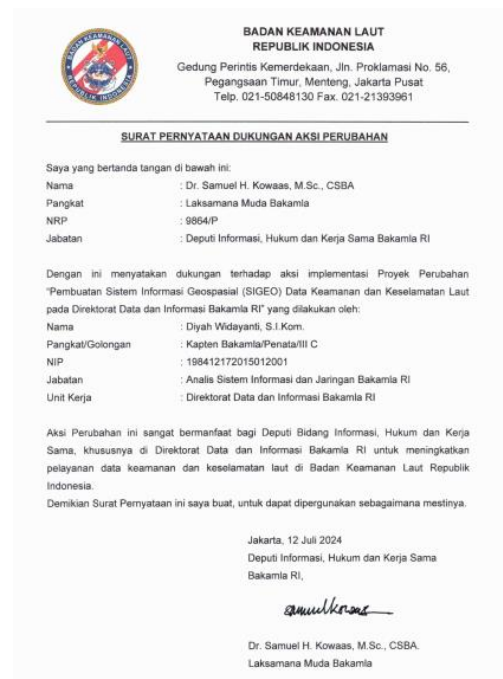 BADAN KEAMANAN LAUT
REPUBLIK INDONESIA
Gedung Perintis Kemerdekaan, Jln. Proklamasi No. 56,
Pegangsaan Timur, Menteng, Jakarta Pusat
Telp. 021-50848130 Fax. 021-21393961
BADAN KEAMANAN LAUT
REPUBLIK INDONESIA
SURAT PERNYATAAN DUKUNGAN AKSI PERUBAHAN
Saya yang bertanda tangan di bawah ini:
Nama : Dr. Samuel H. Kowaas, M.Sc., CSBA
Pangkat : Laksamana Muda Bakamla
NRP : 9864/P
Jabatan : Deputi Informasi, Hukum dan Kerja Sama Bakamla RI
Dengan ini menyatakan dukungan terhadap aksi implementasi Proyek Perubahan
“Pembuatan Sistem Informasi Geospasial (SIGEO) Data Keamanan dan Keselamatan Laut
pada Direktorat Data dan Informasi Bakamla RI” yang dilakukan oleh:
Nama : Diyah Widayanti, S.I.Kom.
Pangkat/Golongan : Kapten Bakamla/Penata/III C
NIP : 198412172015012001
Jabatan : Analis Sistem Informasi dan Jaringan Bakamla RI
Unit Kerja : Direktorat Data dan Informasi Bakamla RI
Aksi Perubahan ini sangat bermanfaat bagi Deputi Bidang Informasi, Hukum dan Kerja
Sama, khususnya di Direktorat Data dan Informasi Bakamla RI untuk meningkatkan
pelayanan data keamanan dan keselamatan laut di Badan Keamanan Laut Republik
Indonesia.
Demikian Surat Pernyataan ini saya buat, untuk dapat dipergunakan sebagaimana mestinya.
Jakarta, 12 Juli 2024
Deputi Informasi, Hukum dan Kerja Sama
Bakamla RI,
samuelkowaas
Dr. Samuel H. Kowaas, M.Sc., CSBA.
Laksamana Muda Bakamla